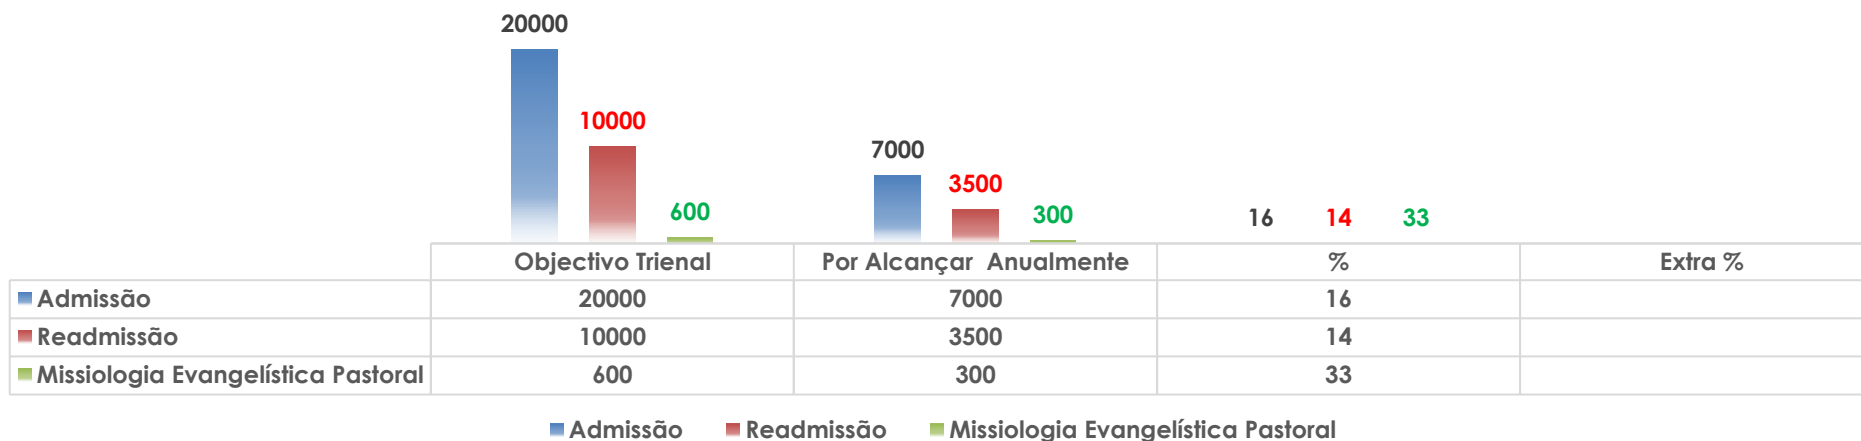 20000
10000
7000
3500
600
300
16 14 33
Objectivo Trienal Por Alcançar Anualmente % Extra %
Admissão 20000 7000 16
Readmissão 10000 3500 14
Missiologia Evangelística Pastoral 600 300 33
Admissão Readmissão Missiologia Evangelística Pastoral